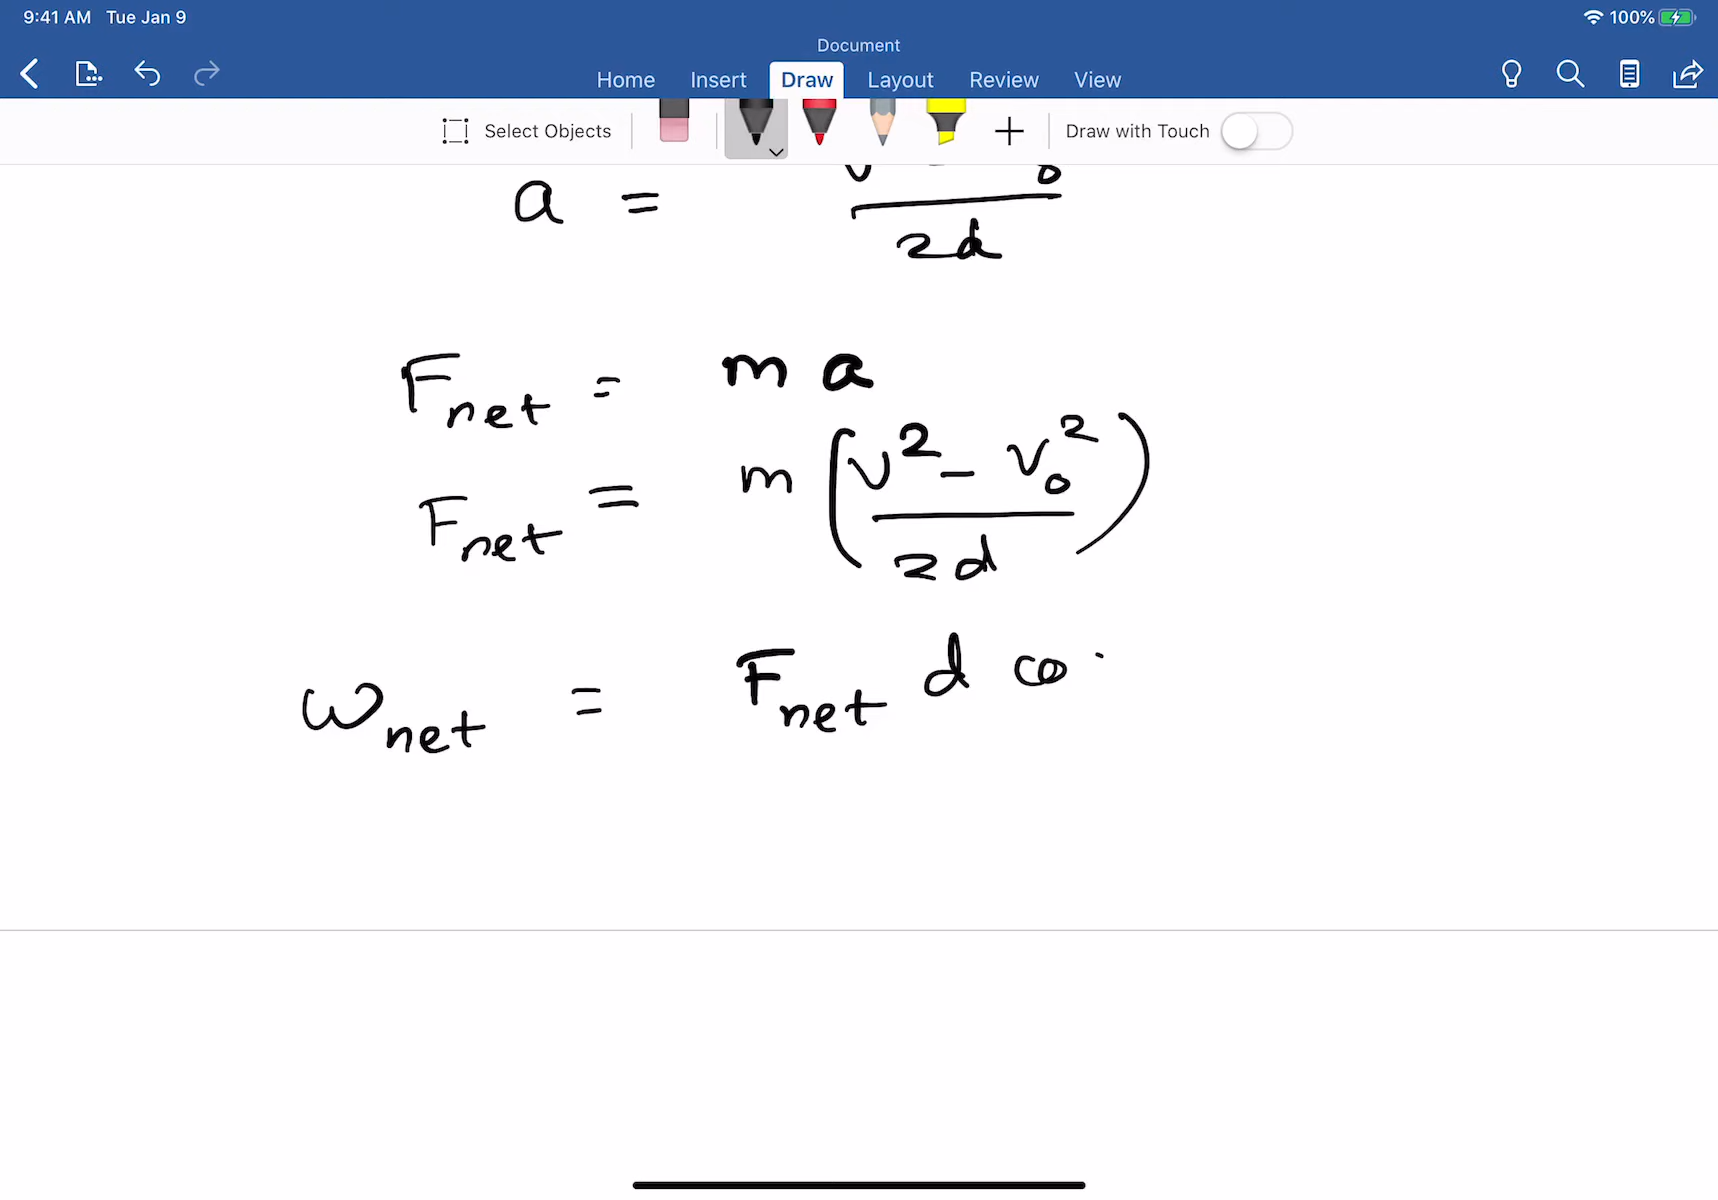 9:41 AM Tue Jan 9 100%
Document
Home Insert Draw Layout Review View
Select Objects Draw with Touch
a = 
2d
Fnet = m a
Fnet = m (v² - v₀²
2d)
Wnet = Fnet d co